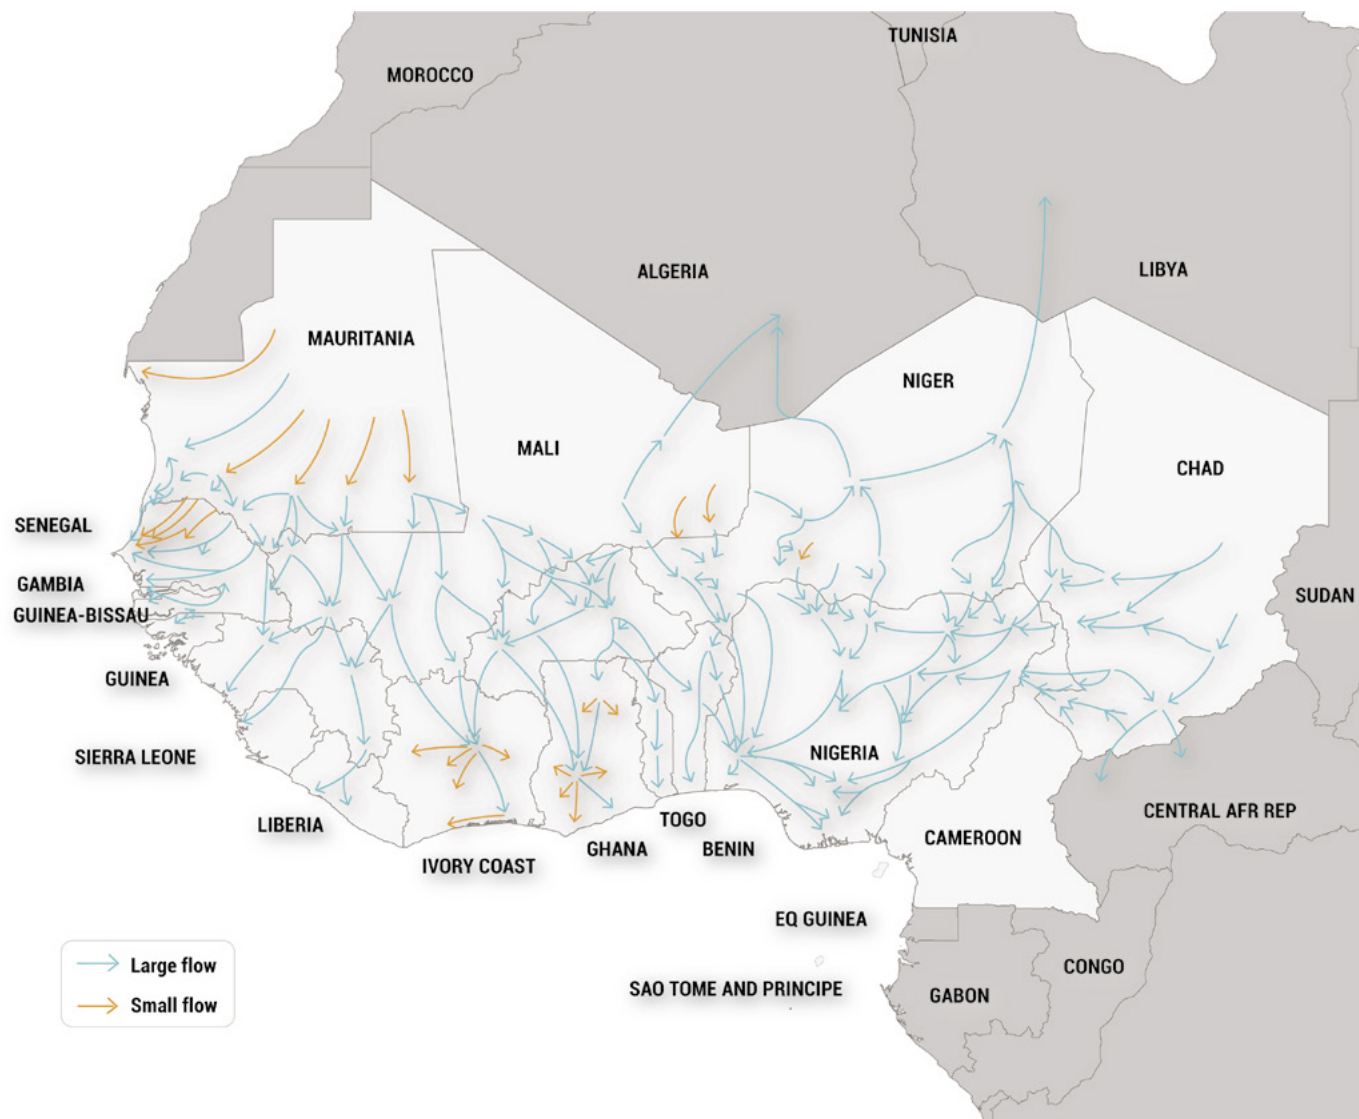 TUNISIA
MOROCCO
ALGERIA
LIBYA
MAURITANIA
NIGER
MALI
CHAD
SENEGAL
GAMBIA
SUDAN
GUINEA-BISSAU
GUINEA
SIERRA LEONE
NIGERIA
CENTRAL AFR REP
LIBERIA
TOGO
CAMEROON
GHANA
BENIN
IVORY COAST
EQ GUINEA
Large flow
CONGO
SAO TOME AND PRINCIPE
GABON
Small flow